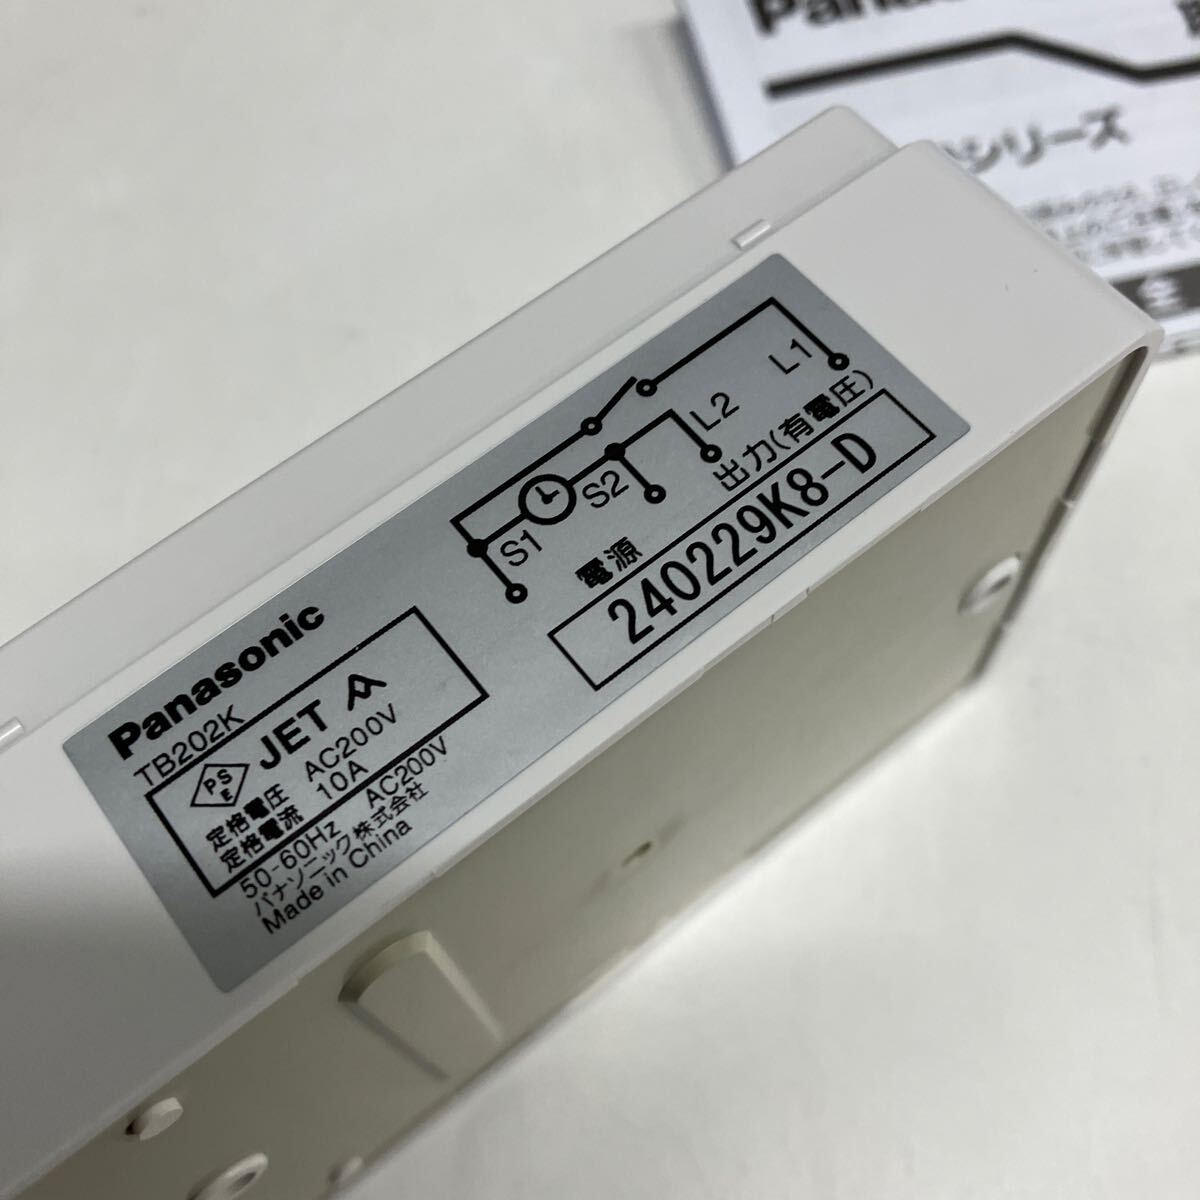 Panasonic
TB202K
PSE JET
定格電圧 AC200V
定格電流 10A
50-60Hz AC200V
パナソニック株式会社
Made in China
S1
S2
L2
L1
電源
出力(有電圧)
240229K8-D
シリーズ